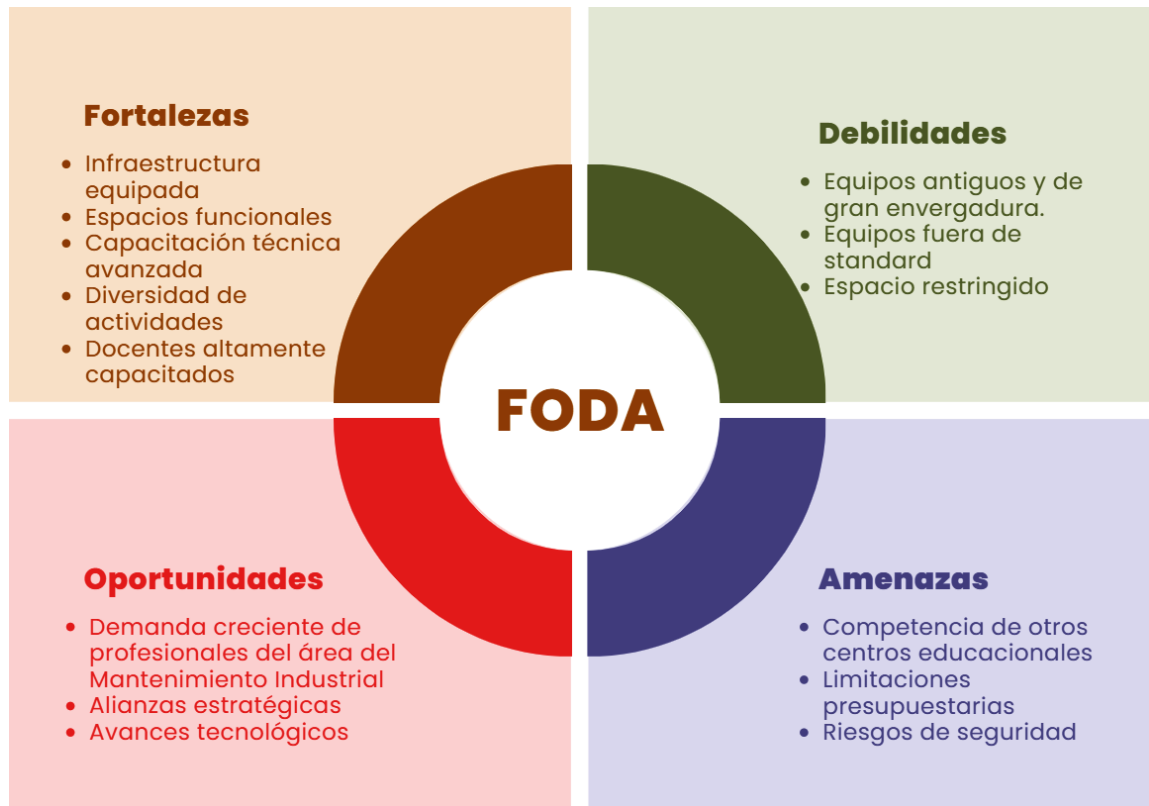 Fortalezas
• Infraestructura
equipada
• Espacios funcionales
• Capacitación técnica
avanzada
• Diversidad de
actividades
• Docentes altamente
capacitados
Debilidades
• Equipos antiguos y de
gran envergadura.
• Equipos fuera de
standard
• Espacio restringido
FODA
Oportunidades
• Demanda creciente de
profesionales del área del
Mantenimiento Industrial
• Alianzas estratégicas
• Avances tecnológicos
Amenazas
• Competencia de otros
centros educacionales
• Limitaciones
presupuestarias
• Riesgos de seguridad